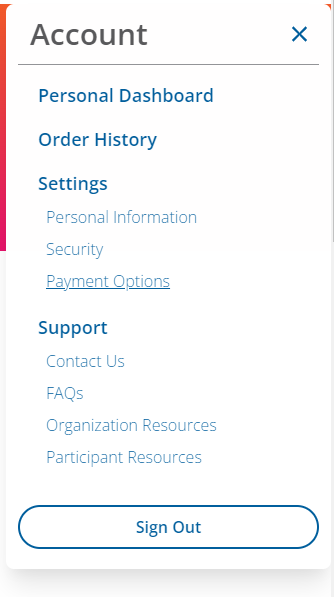 Account
Personal Dashboard
Order History
Settings
Personal Information
Security
Payment Options
Support
Contact Us
FAQs
Organization Resources
Participant Resources
Sign Out